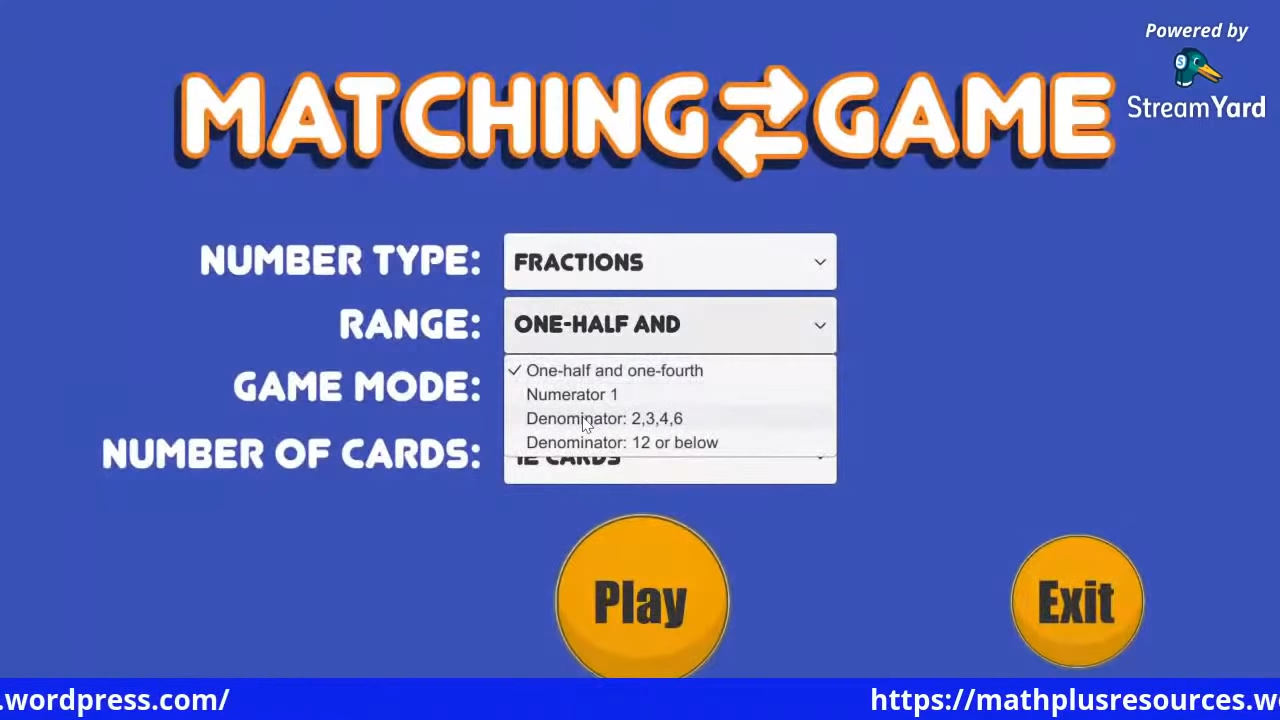 Powered by
StreamYard
MATCHING GAME
NUMBER TYPE:
FRACTIONS
RANGE:
ONE-HALF AND
GAME MODE:
One-half and one-fourth
Numerator 1
Denominator: 2,3,4,6
Denominator: 12 or below
NUMBER OF CARDS:
12 CARDS
Play
Exit
.wordpress.com/
https://mathplusresources.w